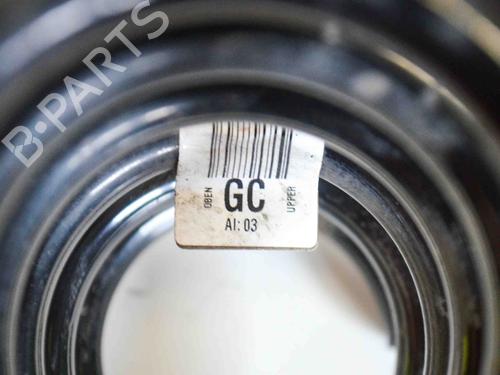 B-PARTS
OBEN GC UPPER
AI: 03